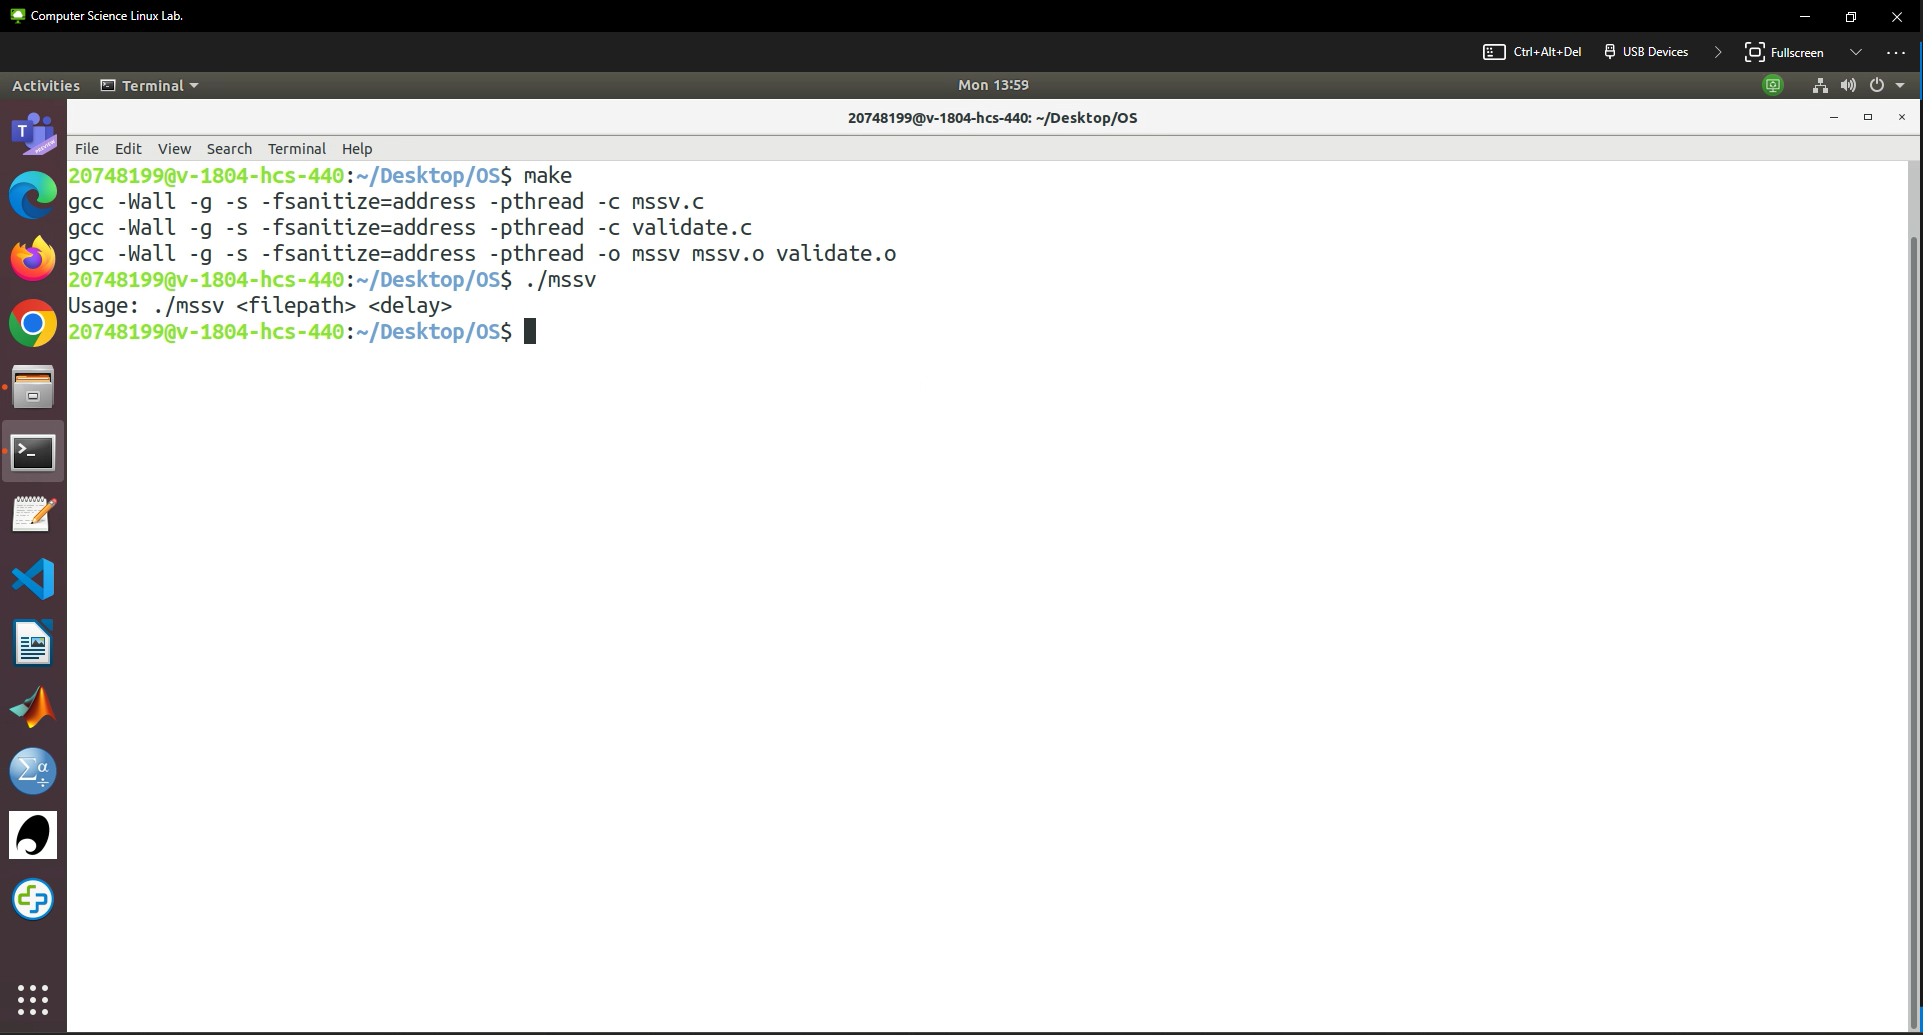 Computer Science Linux Lab.
Ctrl+Alt+Del USB Devices Fullscreen
Activities Terminal Mon 13:59
20748199@v-1804-hcs-440: ~/Desktop/OS
File Edit View Search Terminal Help
20748199@v-1804-hcs-440:~/Desktop/OS$ make
gcc -Wall -g -s -fsanitize=address -pthread -c mssv.c
gcc -Wall -g -s -fsanitize=address -pthread -c validate.c
gcc -Wall -g -s -fsanitize=address -pthread -o mssv mssv.o validate.o
20748199@v-1804-hcs-440:~/Desktop/OS$ ./mssv
Usage: ./mssv <filepath> <delay>
20748199@v-1804-hcs-440:~/Desktop/OS$